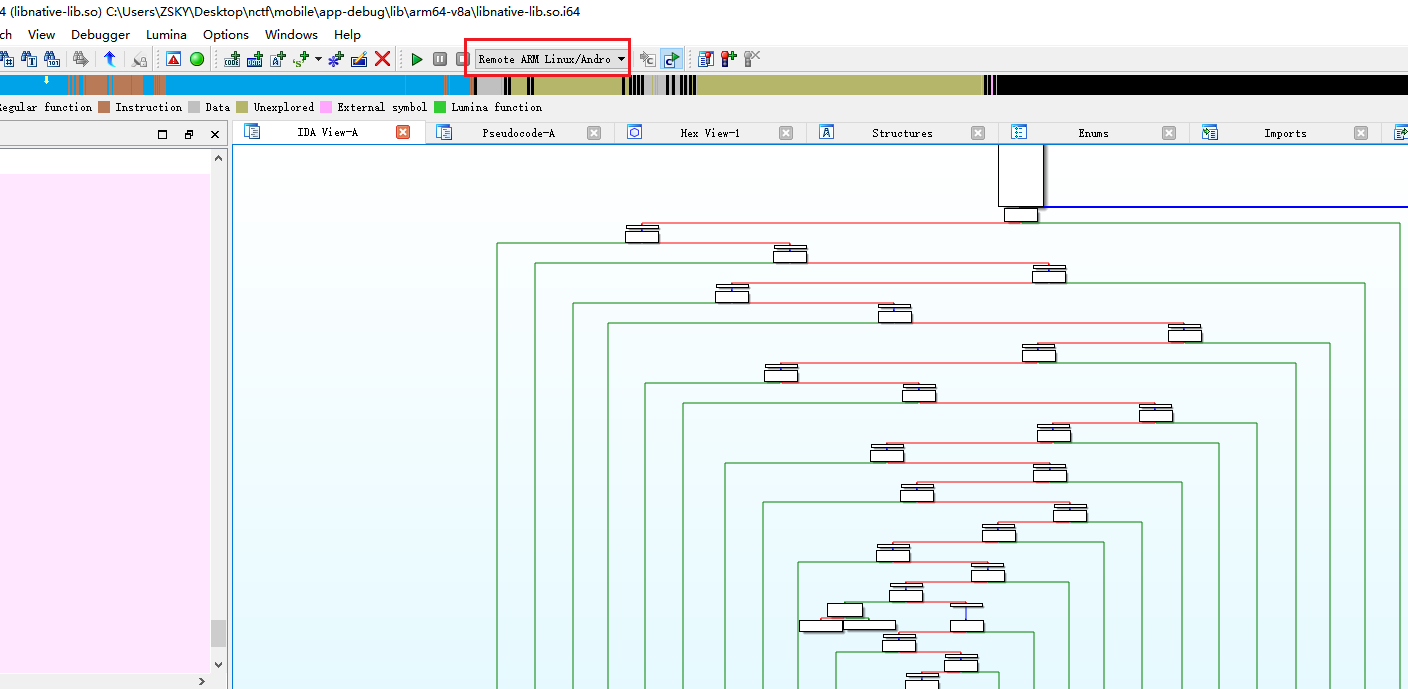 4 (libnative-lib.so) C:\Users\ZSKY\Desktop\nctf\mobile\app-debug\lib\arm64-v8a\libnative-lib.so.i64
ch View Debugger Lumina Options Windows Help
Remote ARM Linux/Andro
egular function Instruction Data Unexplored External symbol Lumina function
IDA View-A Pseudocode-A Hex View-1 Structures Enums Imports